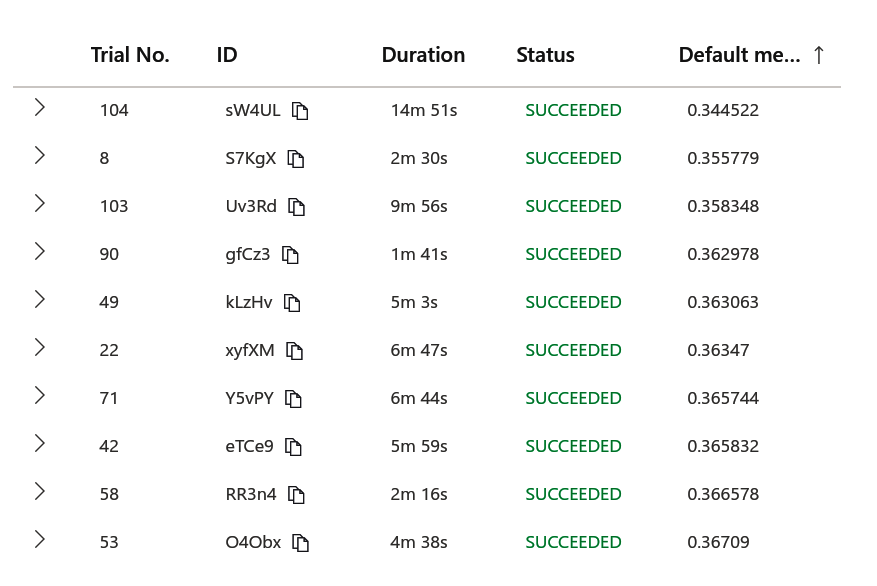 Trial No. ID Duration Status Default me... ↑
104 sW4UL 14m 51s SUCCEEDED 0.344522
8 S7KgX 2m 30s SUCCEEDED 0.355779
103 Uv3Rd 9m 56s SUCCEEDED 0.358348
90 gfCz3 1m 41s SUCCEEDED 0.362978
49 kLzHv 5m 3s SUCCEEDED 0.363063
22 xyfXM 6m 47s SUCCEEDED 0.36347
71 Y5vPY 6m 44s SUCCEEDED 0.365744
42 eTCe9 5m 59s SUCCEEDED 0.365832
58 RR3n4 2m 16s SUCCEEDED 0.366578
53 O4Obx 4m 38s SUCCEEDED 0.36709